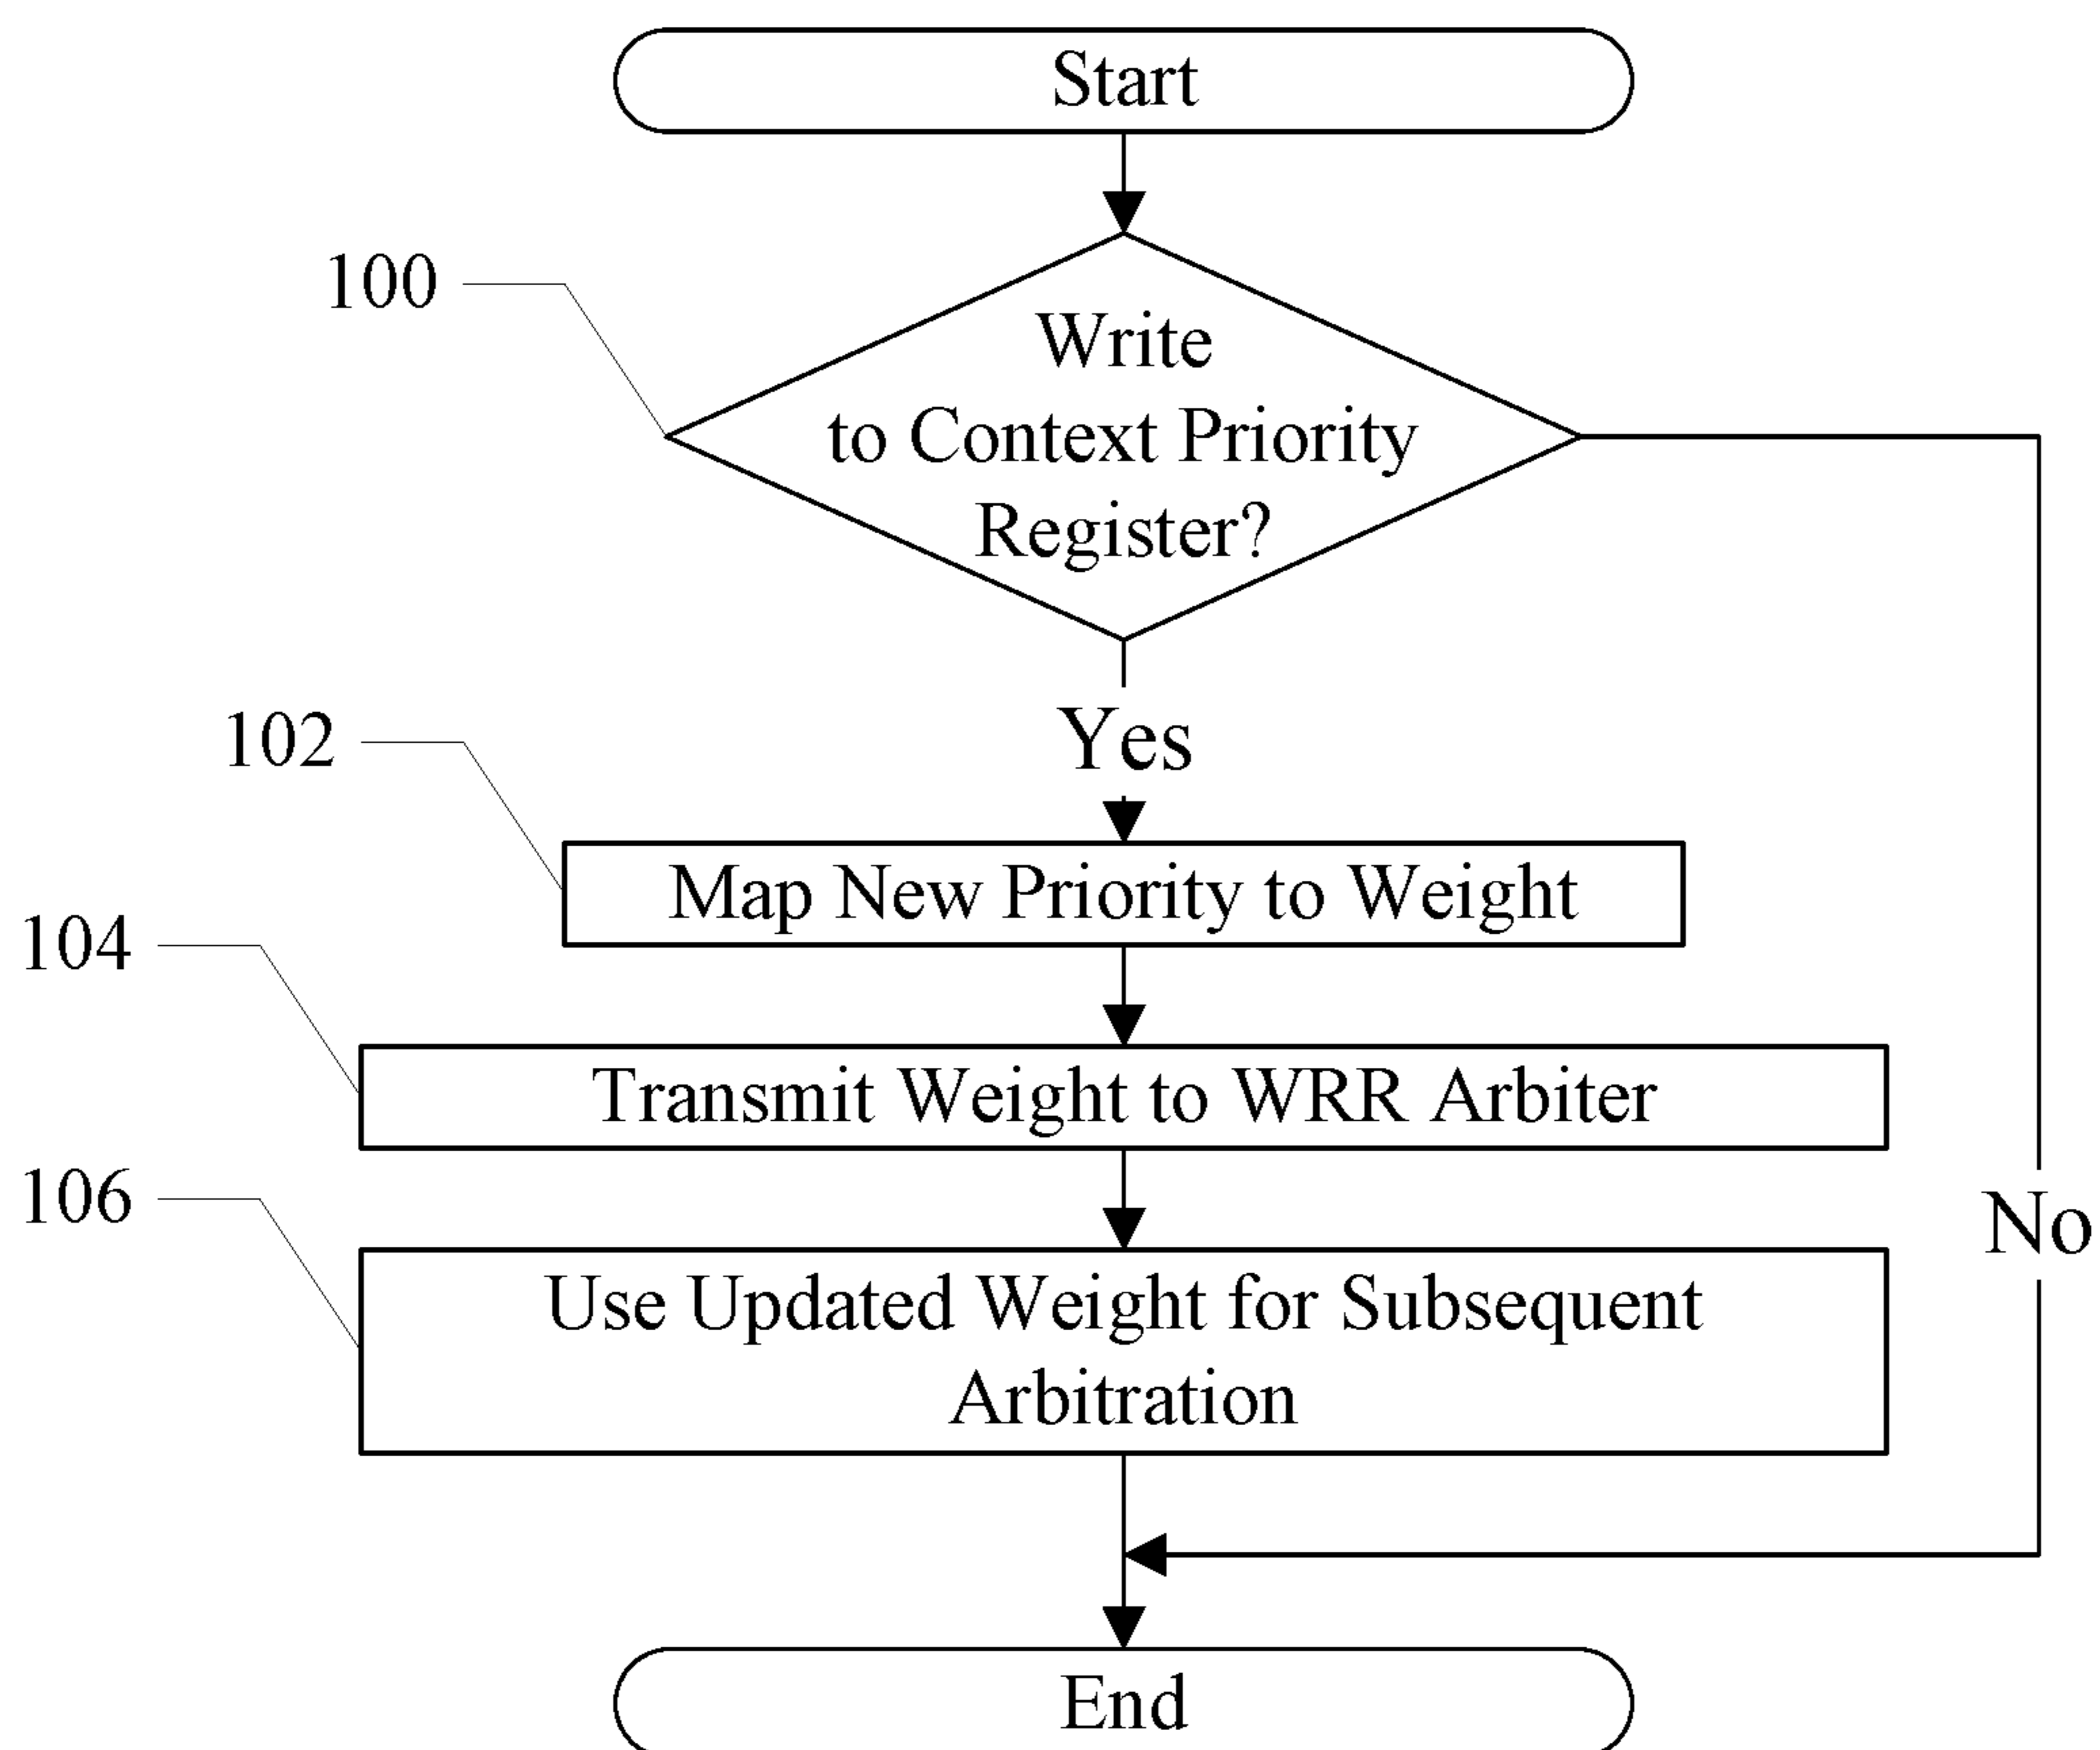 Start
100
Write
to Context Priority
Register?
Yes
102
Map New Priority to Weight
104
Transmit Weight to WRR Arbiter
106
No
Use Updated Weight for Subsequent
Arbitration
End